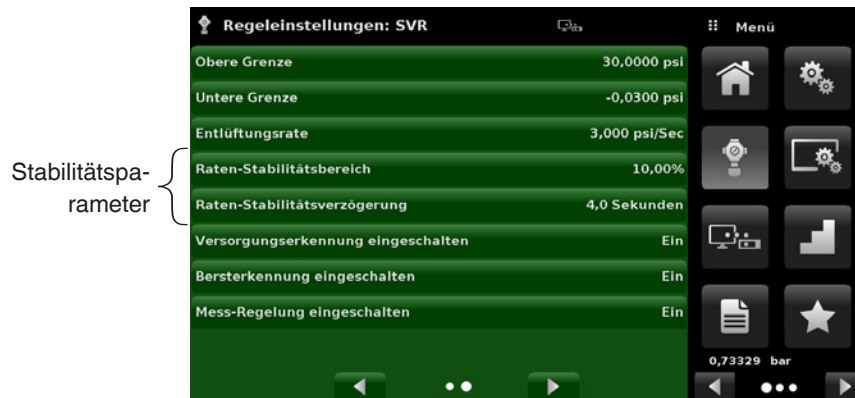 Regeleinstellungen: SVR
Menü
Obere Grenze 30,0000 psi
Untere Grenze -0,0300 psi
Entlüftungsrate 3,000 psi/Sec
Stabilitätspa-
rameter
Raten-Stabilitätsbereich 10,00%
Raten-Stabilitätsverzögerung 4,0 Sekunden
Versorgungserkennung eingeschalten Ein
Bersterkennung eingeschalten Ein
Mess-Regelung eingeschalten Ein
0,73329 bar